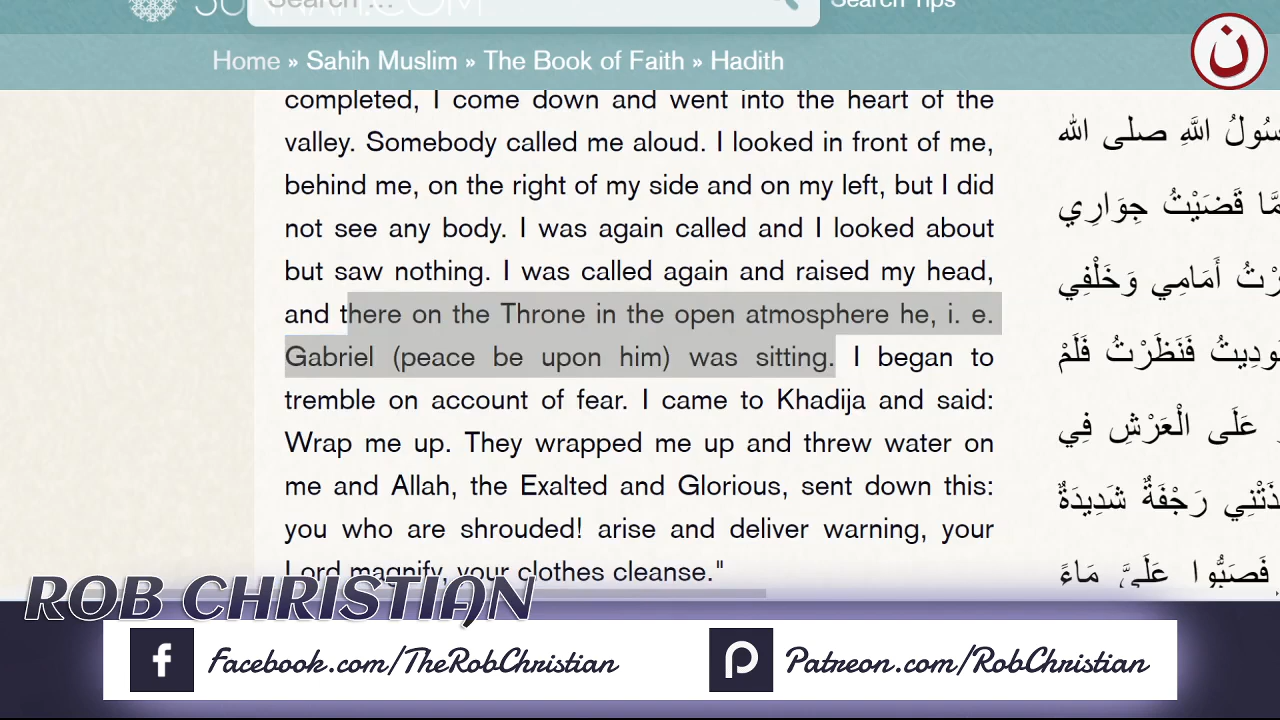 SUNNAH.COM
Search …
Search Tips
Home » Sahih Muslim » The Book of Faith » Hadith
ن
completed, I come down and went into the heart of the
valley. Somebody called me aloud. I looked in front of me,
behind me, on the right of my side and on my left, but I did
not see any body. I was again called and I looked about
but saw nothing. I was called again and raised my head,
and there on the Throne in the open atmosphere he, i. e.
Gabriel (peace be upon him) was sitting. I began to
tremble on account of fear. I came to Khadija and said:
Wrap me up. They wrapped me up and threw water on
me and Allah, the Exalted and Glorious, sent down this:
you who are shrouded! arise and deliver warning, your
Lord magnify, your clothes cleanse."
اللَّهِ صلى الله
قَضَيْتُ جِوَارِي
أَمَامِي وَخَلْفِي
فَنَظَرْتُ فَلَمْ
عَلَى الْعَرْشِ فِي
رَجْفَةٌ شَدِيدَةٌ
فَصَبُّوا عَلَىَّ مَاءً
ROB CHRISTIAN
Facebook.com/TheRobChristian
Patreon.com/RobChristian